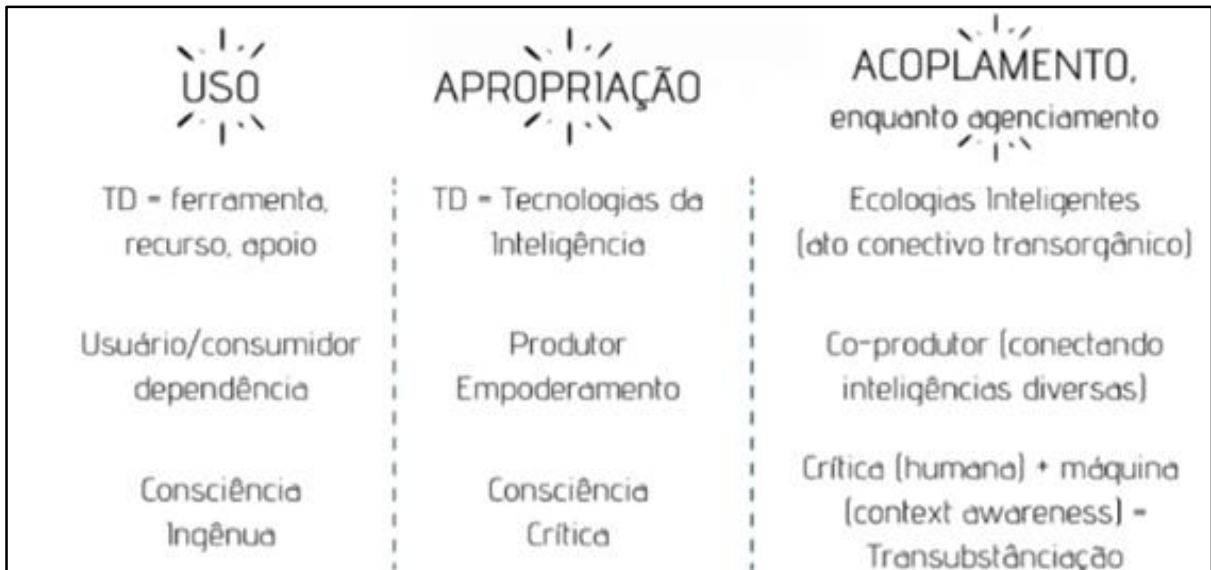 USO
TD = ferramenta,
recurso, apoio
Usuário/consumidor
dependência
Consciência
Ingênua
APROPRIAÇÃO
TD = Tecnologias da
Inteligência
Produtor
Empoderamento
Consciência
Crítica
ACOPLAMENTO,
enquanto agenciamento
Ecologias Inteligentes
(ato conectivo transorgânico)
Co-produtor (conectando
inteligências diversas)
Crítica (humana) + máquina
(context awareness) =
Transubstânciação